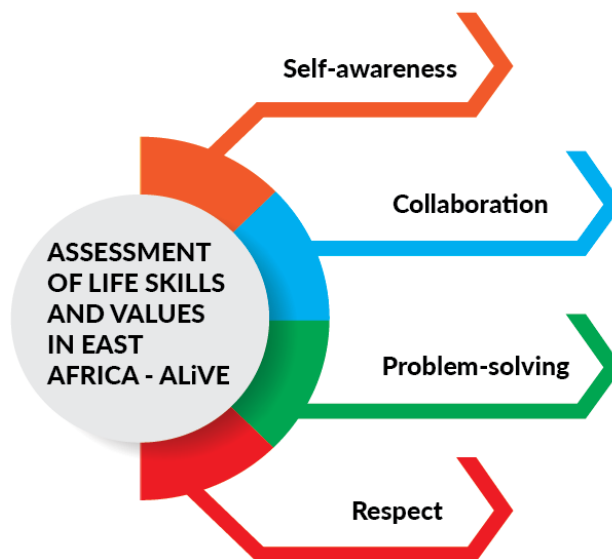 Self-awareness
Collaboration
ASSESSMENT
OF LIFE SKILLS
AND VALUES
IN EAST
AFRICA - ALiVE
Problem-solving
Respect